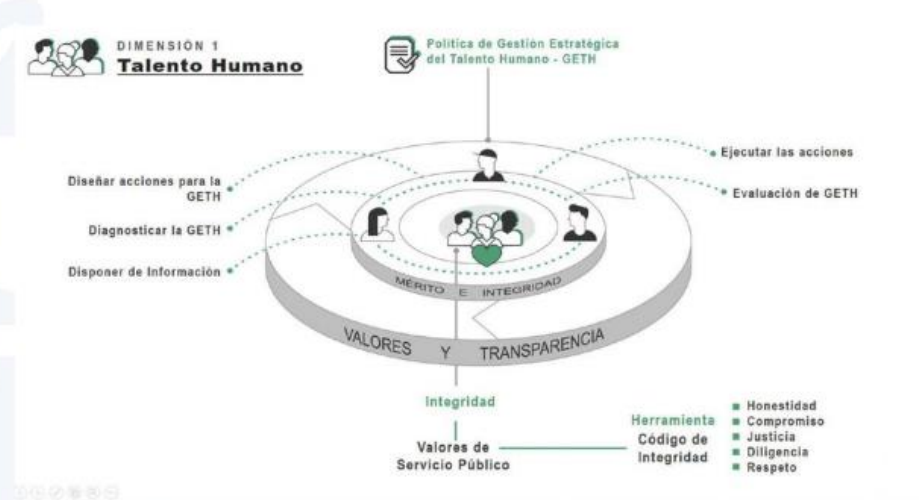 DIMENSIÓN 1
Talento Humano
Política de Gestión Estratégica
del Talento Humano - GETH
Diseñar acciones para la
GETH
Diagnosticar la GETH
Disponer de Información
Ejecutar las acciones
Evaluación de GETH
MÉRITO E INTEGRIDAD
VALORES Y TRANSPARENCIA
Integridad
Valores de
Servicio Público
Herramienta
Código de
Integridad
Honestidad
Compromiso
Justicia
Diligencia
Respeto